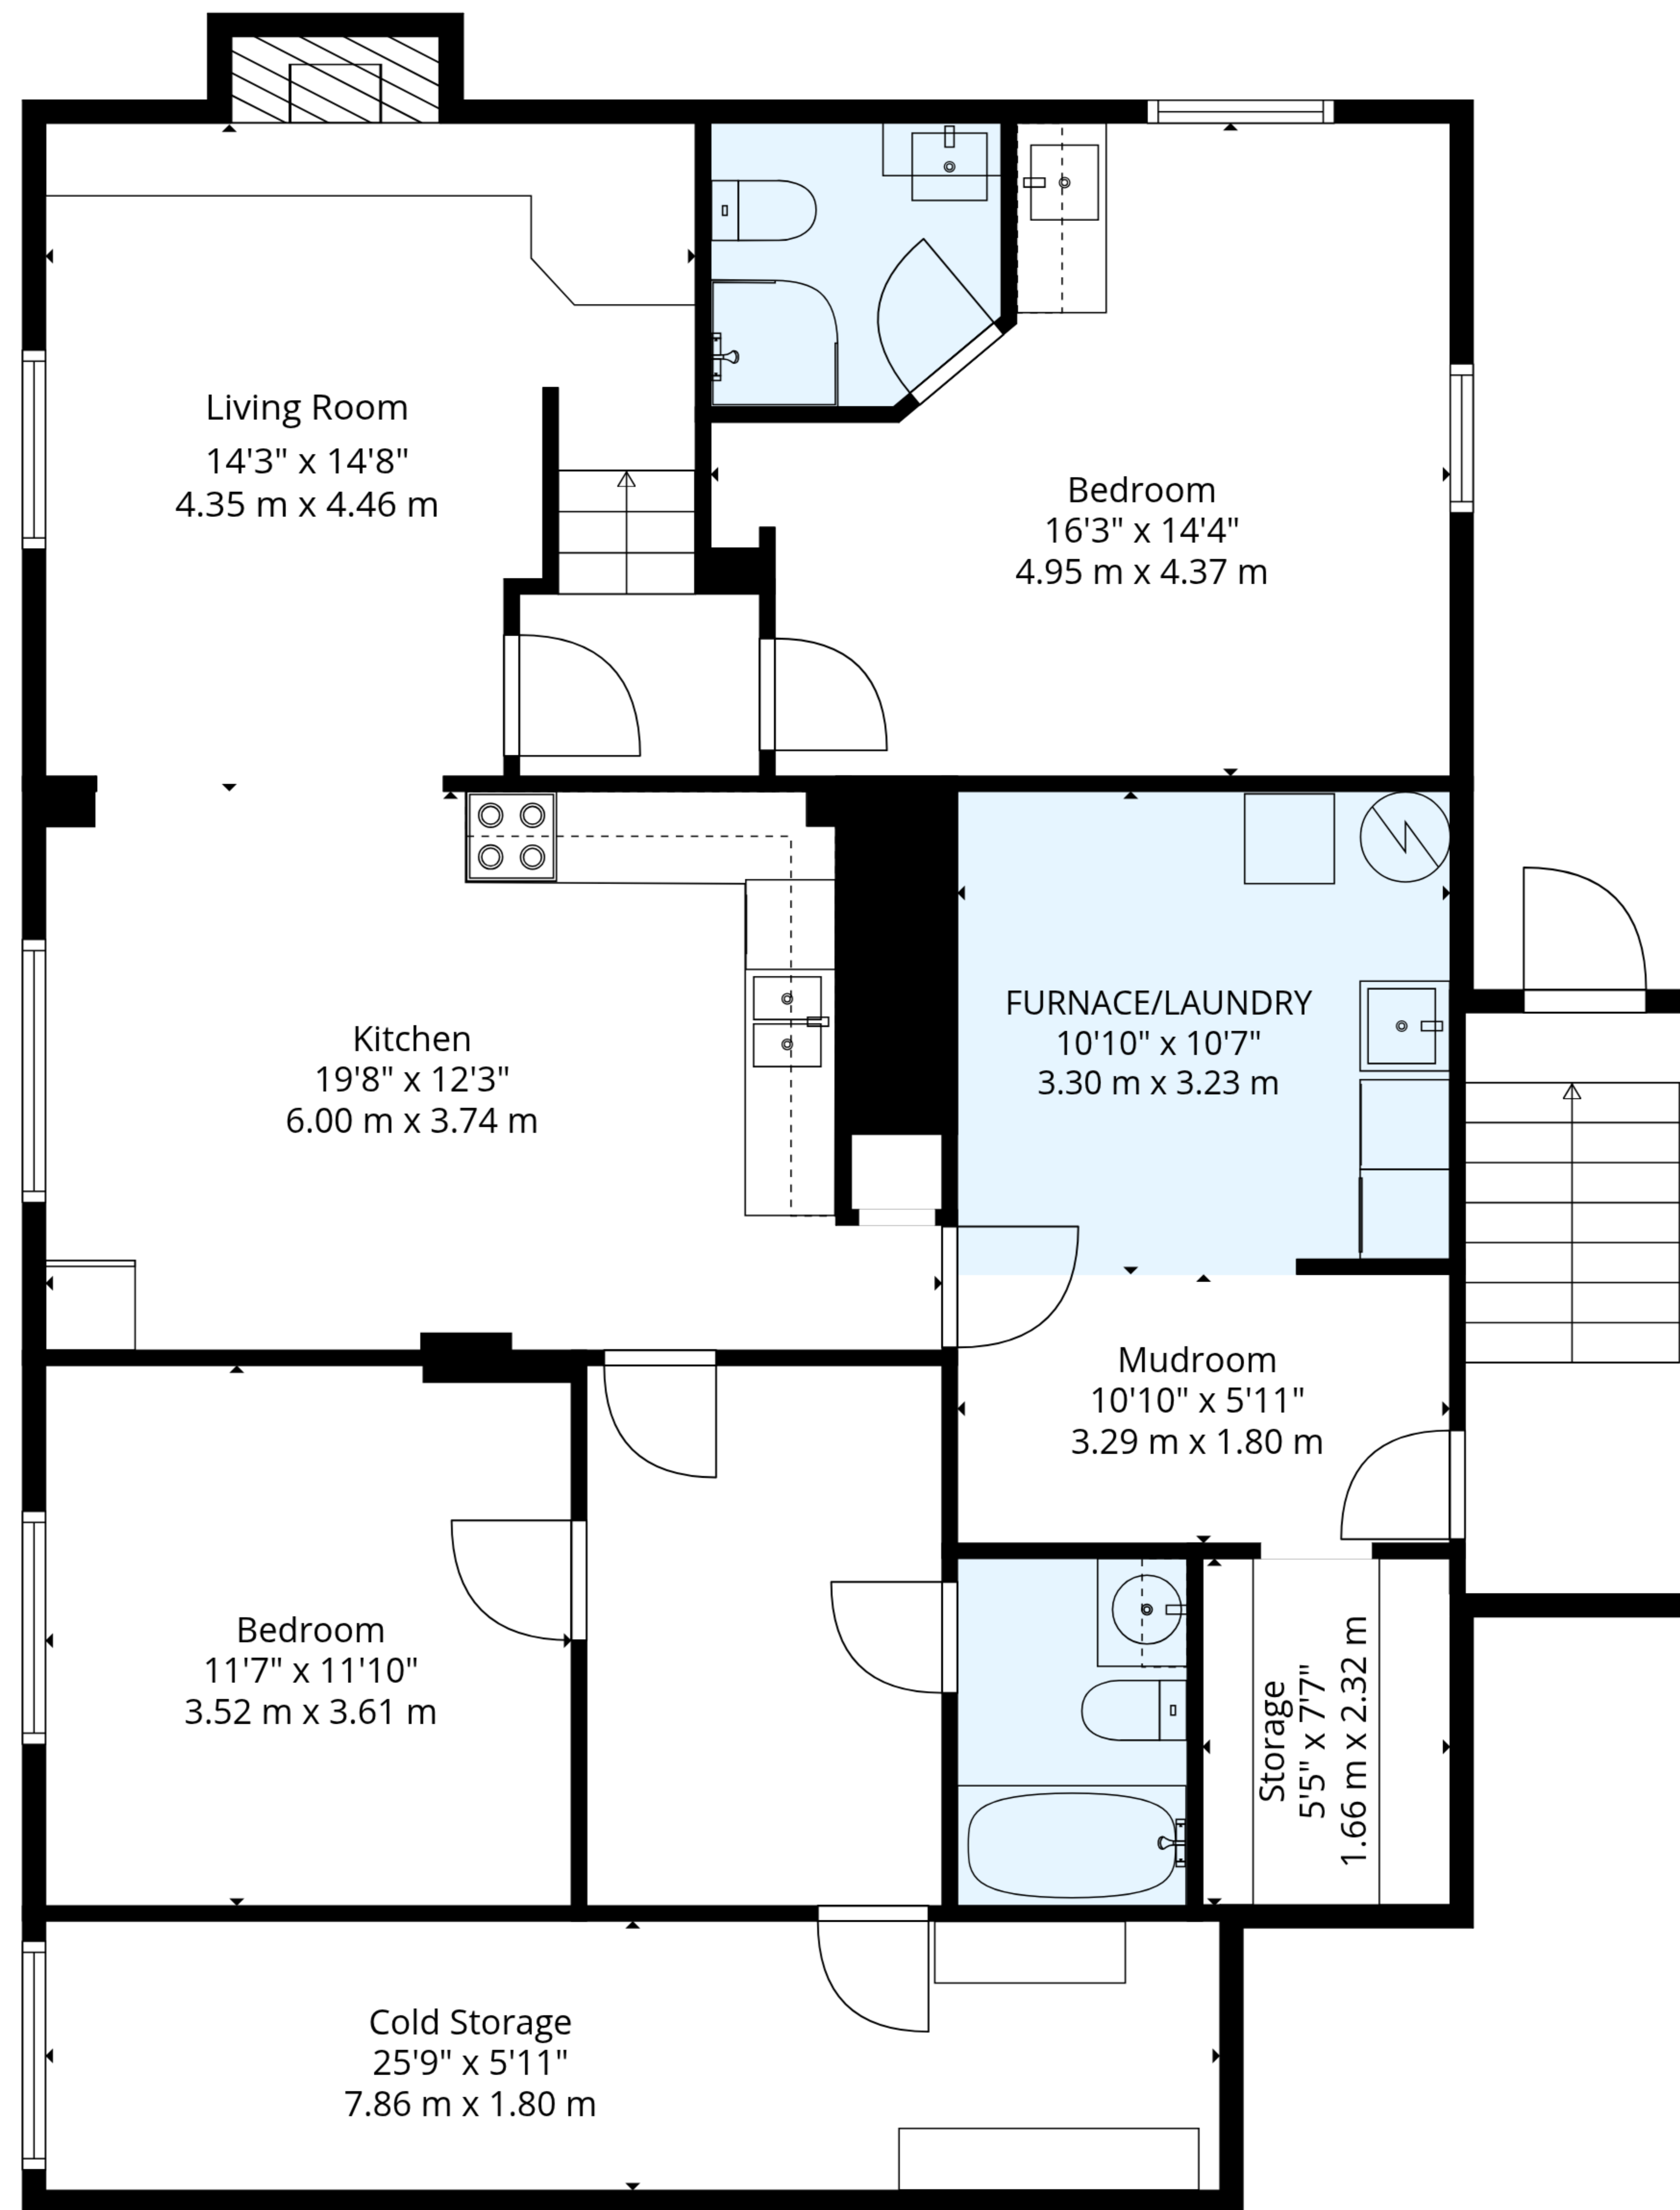 Living Room
14'3" x 14'8"
4.35 m x 4.46 m
Bedroom
16'3" x 14'4"
4.95 m x 4.37 m
Kitchen
19'8" x 12'3"
6.00 m x 3.74 m
FURNACE/LAUNDRY
10'10" x 10'7"
3.30 m x 3.23 m
Mudroom
10'10" x 5'11"
3.29 m x 1.80 m
Bedroom
11'7" x 11'10"
3.52 m x 3.61 m
Storage
5'5" x 7'7"
1.66 m x 2.32 m
Cold Storage
25'9" x 5'11"
7.86 m x 1.80 m